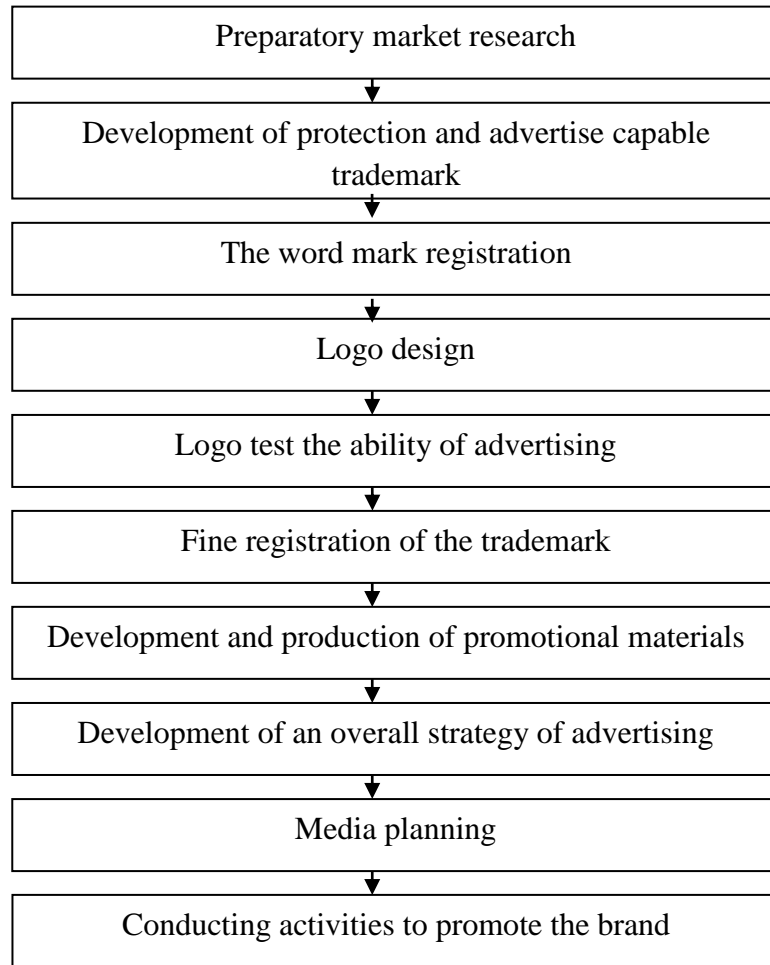 Preparatory market research
Development of protection and advertise capable
trademark
The word mark registration
Logo design
Logo test the ability of advertising
Fine registration of the trademark
Development and production of promotional materials
Development of an overall strategy of advertising
Media planning
Conducting activities to promote the brand